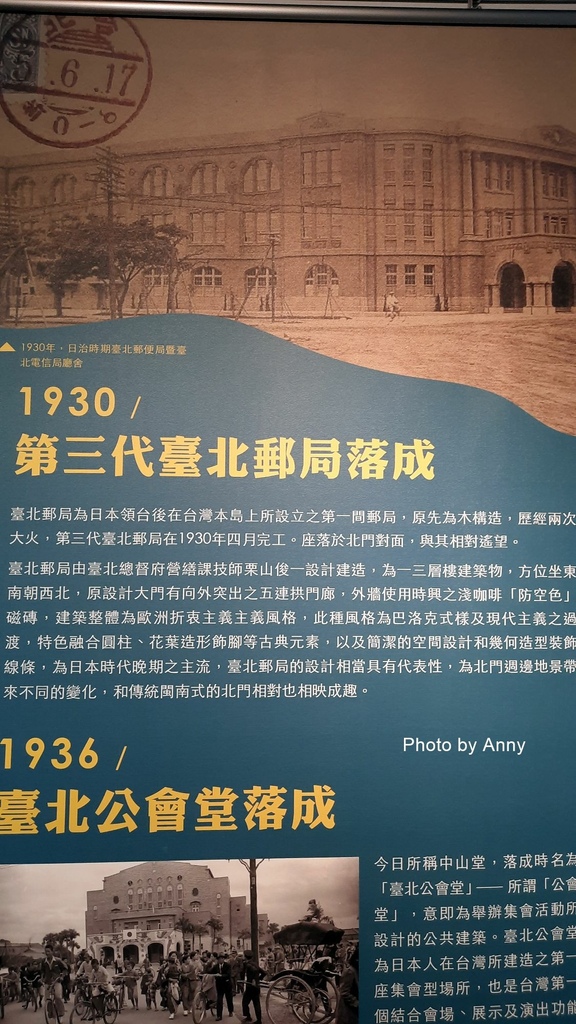 臺北
5.6.17
1930年,日治時期臺北郵便局暨臺
北電信局廳舍
1930 /
第三代臺北郵局落成
臺北郵局為日本領台後在台灣本島上所設立之第一間郵局,原先為木構造,歷經兩次
大火,第三代臺北郵局在1930年四月完工。座落於北門對面,與其相對遙望。
臺北郵局由臺北總督府營繕課技師栗山俊一設計建造,為一三層樓建築物,方位坐東
南朝西北,原設計大門有向外突出之五連拱門廊,外牆使用時興之淺咖啡「防空色」
磁磚,建築整體為歐洲折衷主義主義風格,此種風格為巴洛克式樣及現代主義之過
渡,特色融合圓柱、花葉造形飾腳等古典元素,以及簡潔的空間設計和幾何造型裝飾
線條,為日本時代晚期之主流,臺北郵局的設計相當具有代表性,為北門週邊地景帶
來不同的變化,和傳統閩南式的北門相對也相映成趣。
Photo by Anny
1936 /
臺北公會堂落成
今日所稱中山堂,落成時名為
「臺北公會堂」——所謂「公會
堂」,意即為舉辦集會活動所
設計的公共建築。臺北公會堂
為日本人在台灣所建造之第一
座集會型場所,也是台灣第一
個結合會場、展示及演出功能